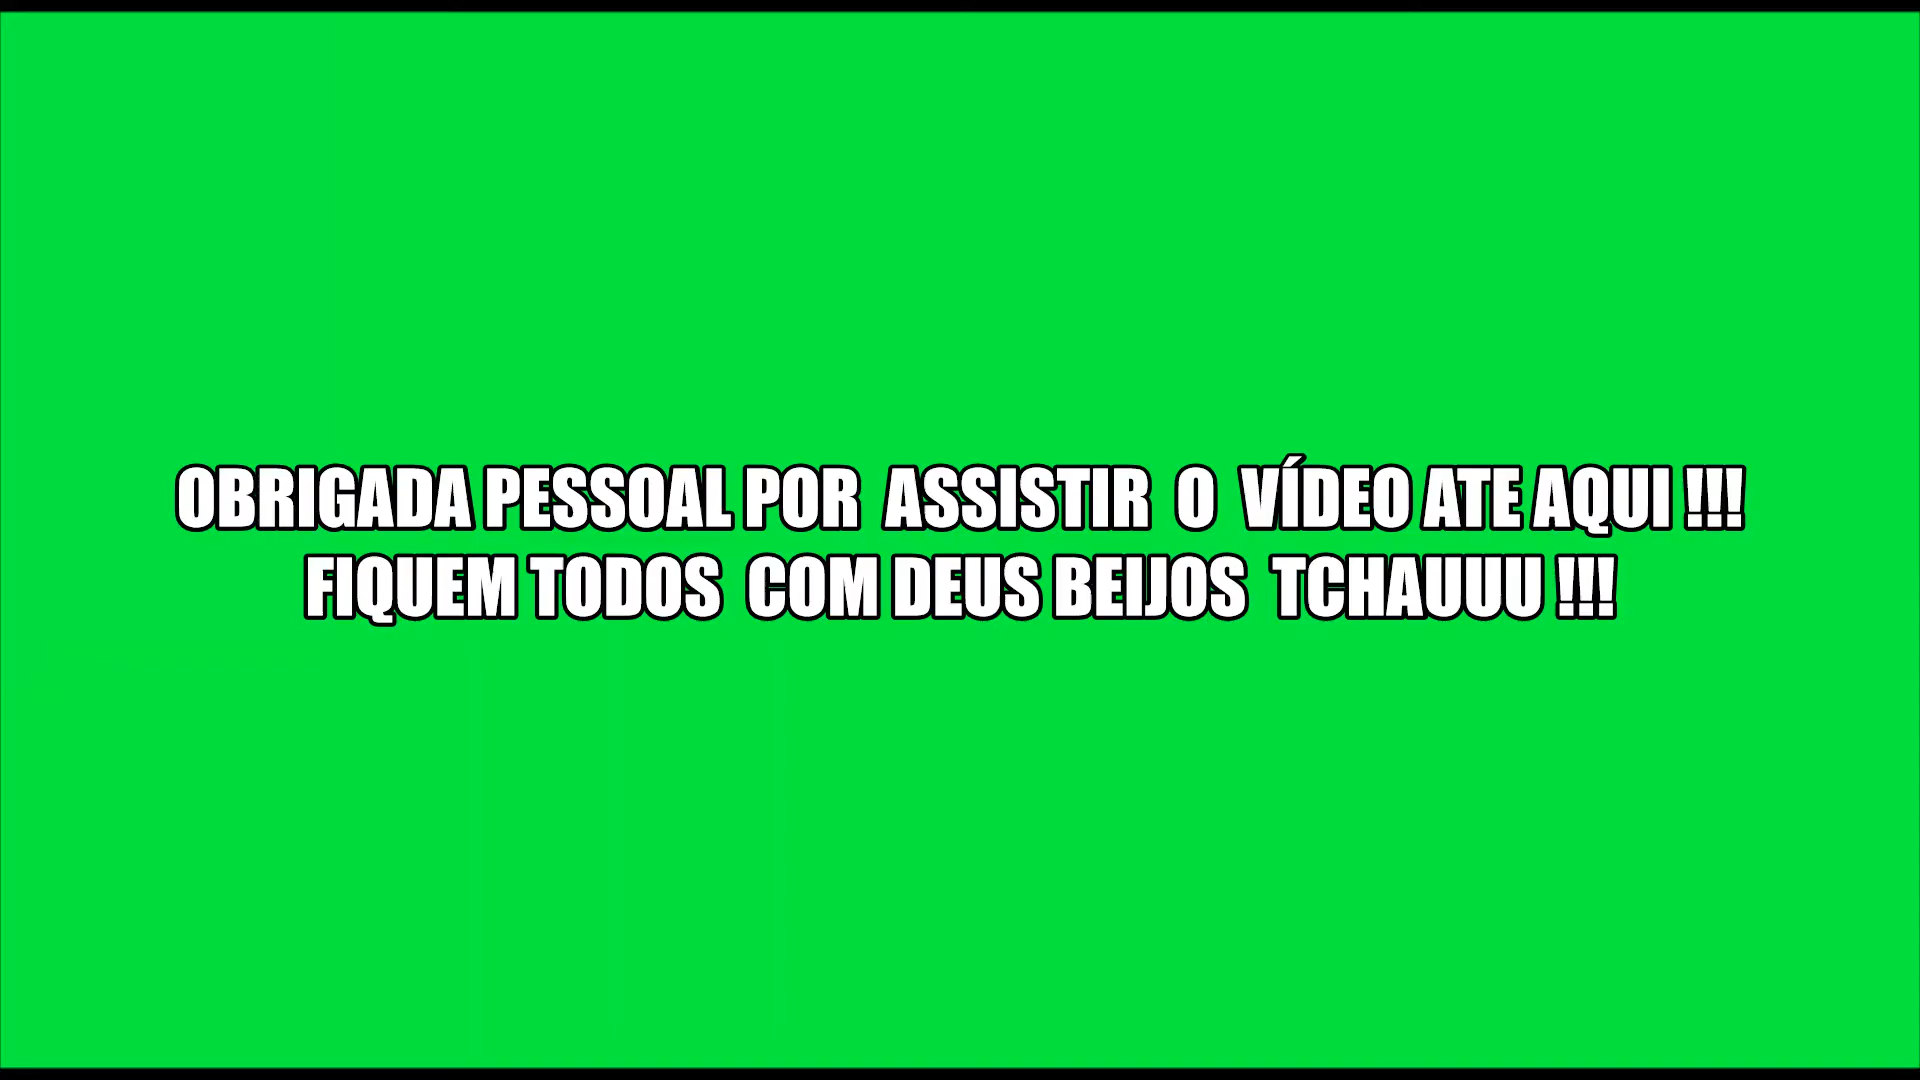 OBRIGADA PESSOAL POR ASSISTIR O VÍDEO ATE AQUI !!!
FIQUEM TODOS COM DEUS BEIJOS TCHAUUU !!!